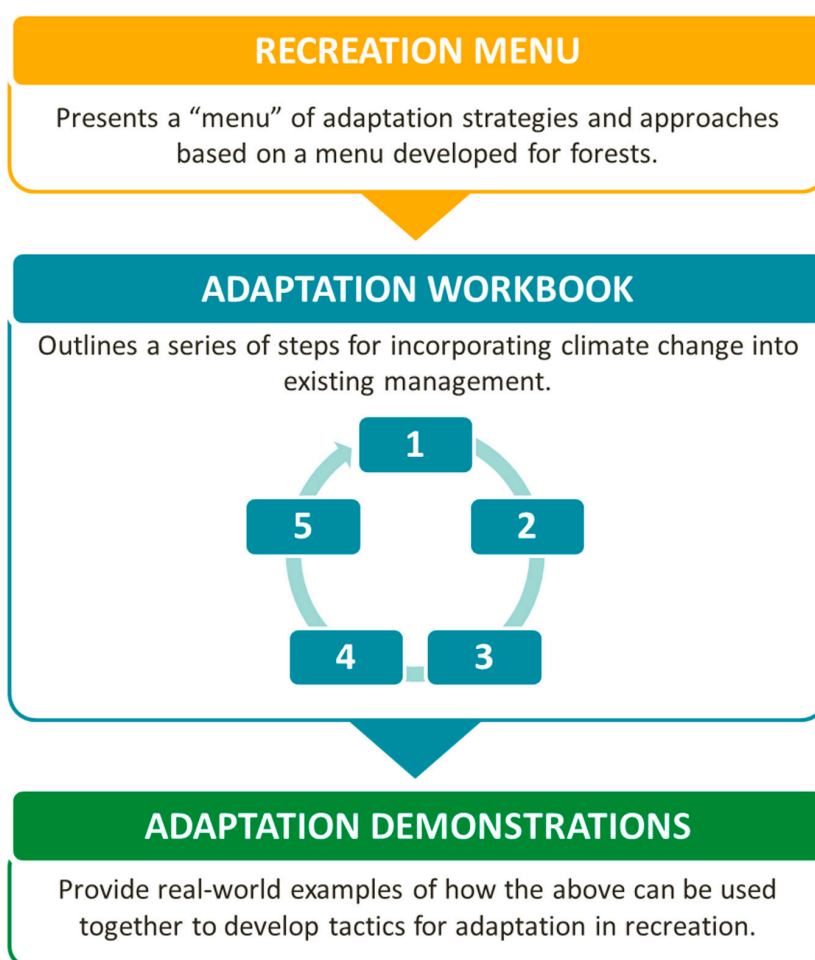 RECREATION MENU
Presents a “menu” of adaptation strategies and approaches
based on a menu developed for forests.
ADAPTATION WORKBOOK
Outlines a series of steps for incorporating climate change into
existing management.
1
5
2
4
3
ADAPTATION DEMONSTRATIONS
Provide real-world examples of how the above can be used
together to develop tactics for adaptation in recreation.